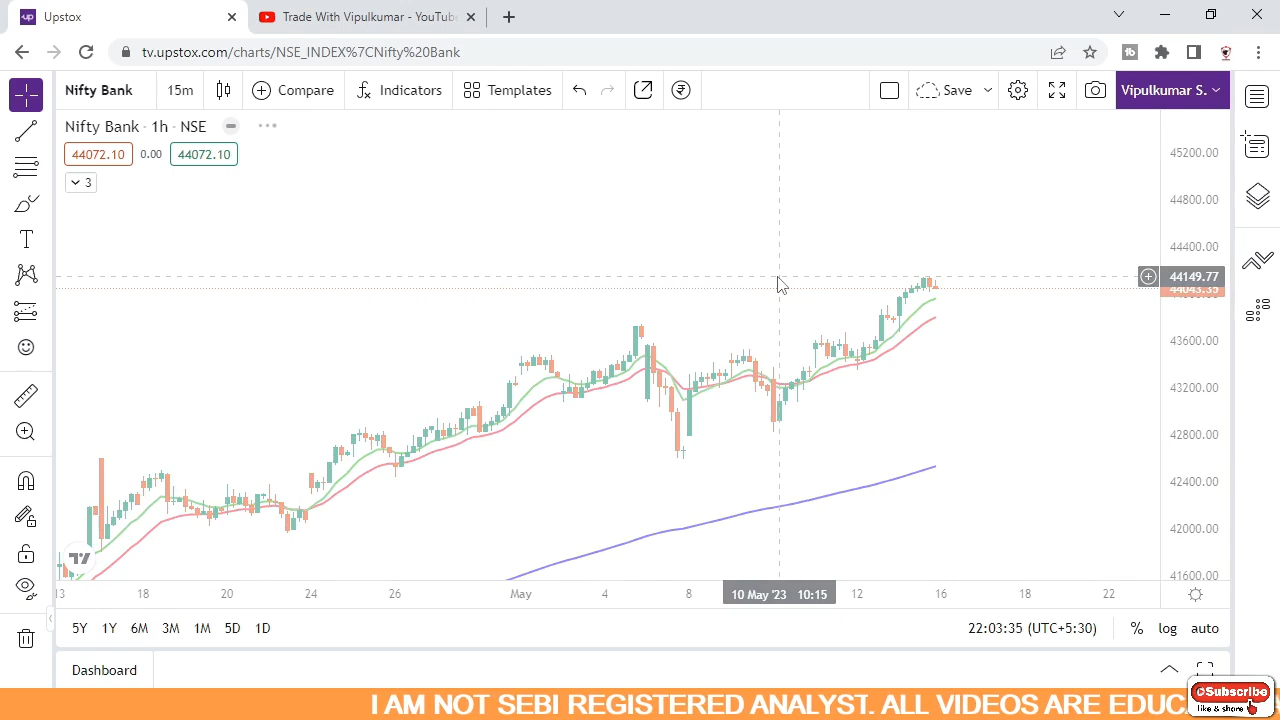 Upstox
Trade With Vipulkumar - YouTube
tv.upstox.com/charts/NSE_INDEX%7CNifty%20Bank
Nifty Bank 15m Compare Indicators Templates Save Vipulkumar S.
Nifty Bank · 1h · NSE
44072.10 0.00 44072.10
3
45200.00
44800.00
44400.00
44149.77
44043.35
43600.00
43200.00
42800.00
42400.00
42000.00
41600.00
13 18 20 24 26 May 4 8 10 May '23 10:15 12 16 18 22
5Y 1Y 6M 3M 1M 5D 1D 22:03:35 (UTC+5:30) % log auto
Dashboard
I AM NOT SEBI REGISTERED ANALYST. ALL VIDEOS ARE EDUC
Subscribe
like & share